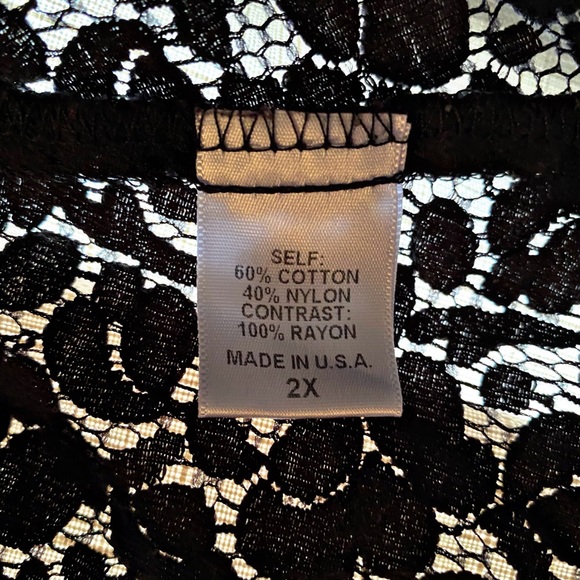 SELF:
60% COTTON
40% NYLON
CONTRAST:
100% RAYON
MADE IN U.S.A.
2X